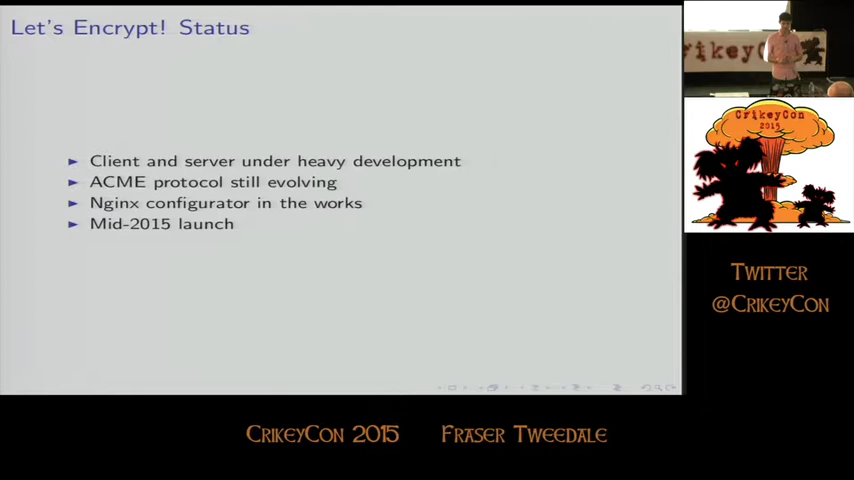 Let's Encrypt! Status
Client and server under heavy development
ACME protocol still evolving
Nginx configurator in the works
Mid-2015 launch
rikeyC
CrikeyCon
2015
Twitter
@CrikeyCon
CrikeyCon 2015 Fraser Tweedale